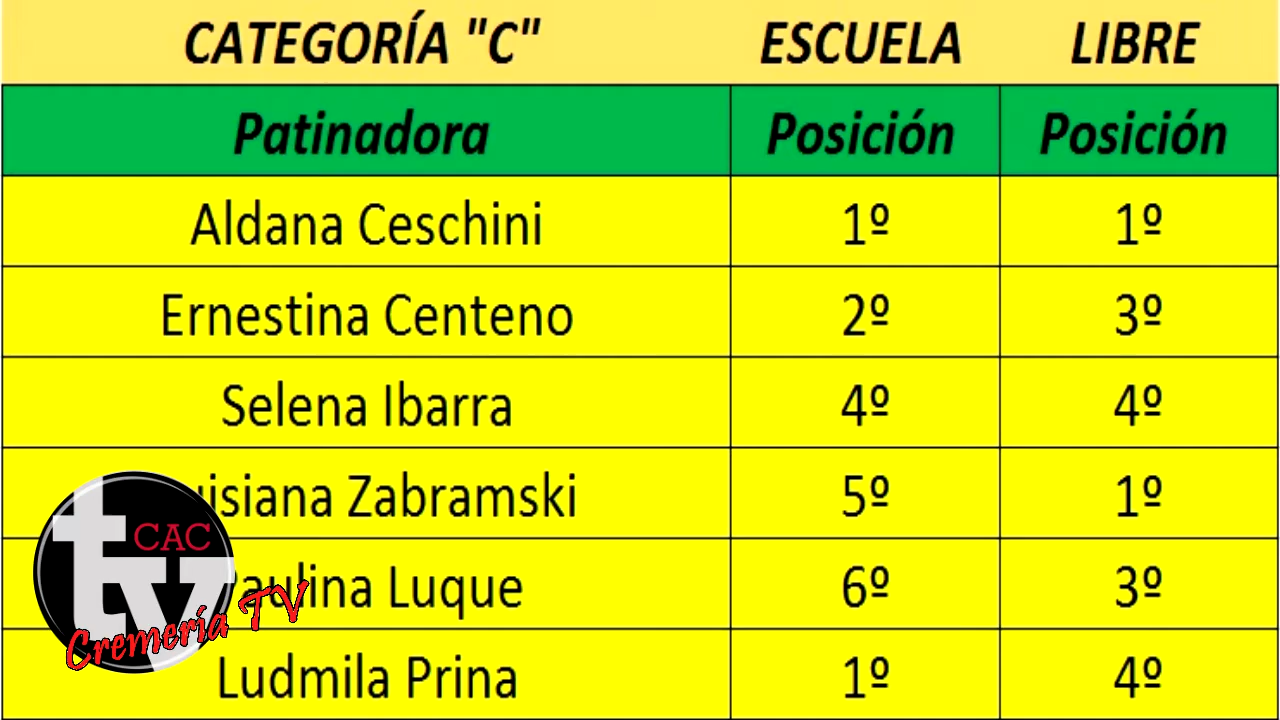 CATEGORÍA "C" ESCUELA LIBRE
Patinadora Posición Posición
Aldana Ceschini 1º 1º
Ernestina Centeno 2º 3º
Selena Ibarra 4º 4º
Zabramski 5º 1º
Paulina Luque 6º 3º
Ludmila Prina 1º 4º
tv CAC
Cremería TV